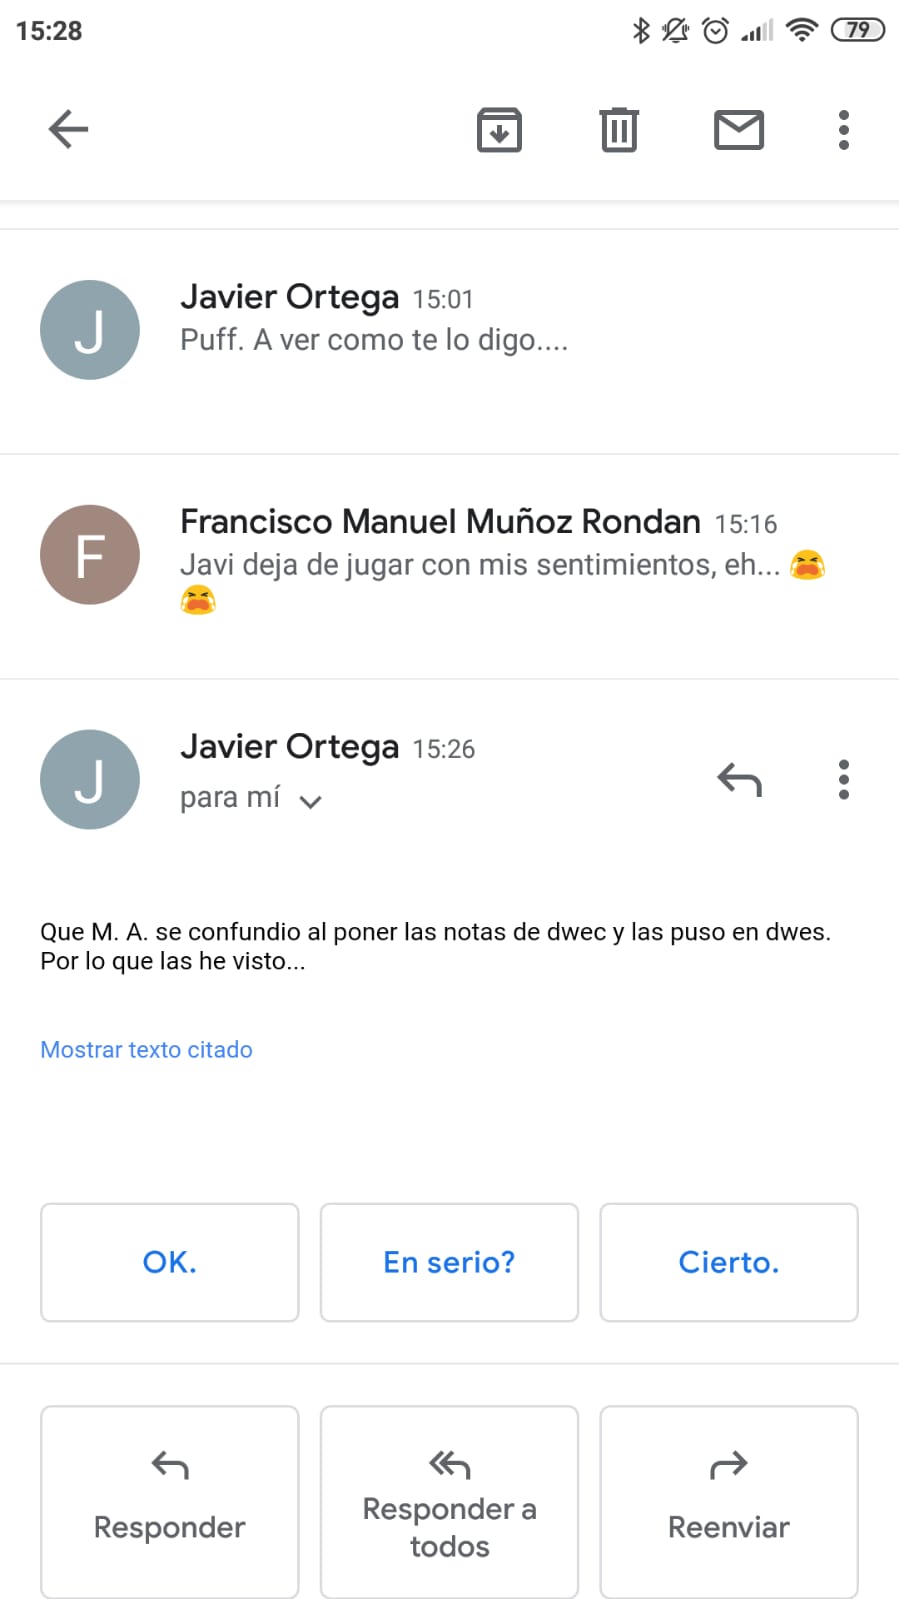 15:28
79
J
Javier Ortega 15:01
Puff. A ver como te lo digo....
F
Francisco Manuel Muñoz Rondan 15:16
Javi deja de jugar con mis sentimientos, eh... 😭
😭
J
Javier Ortega 15:26
para mí
Que M. A. se confundio al poner las notas de dwec y las puso en dwes.
Por lo que las he visto...
Mostrar texto citado
OK.
En serio?
Cierto.
Responder
Responder a
todos
Reenviar